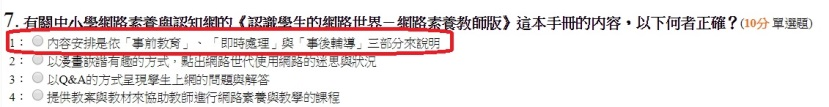 7. 有關中小學網路素養與認知網的《認識學生的網路世界－網路素養教師版》這本手冊的內容，以下何者正確？(10分 單選題)
1： 內容安排是依「事前教育」、「即時處理」與「事後輔導」三部分來說明
2： 以漫畫詼諧有趣的方式，點出網路世代使用網路的迷思與狀況
3： 以Q&A的方式呈現學生上網的問題與解答
4： 提供教案與教材來協助教師進行網路素養與教學的課程